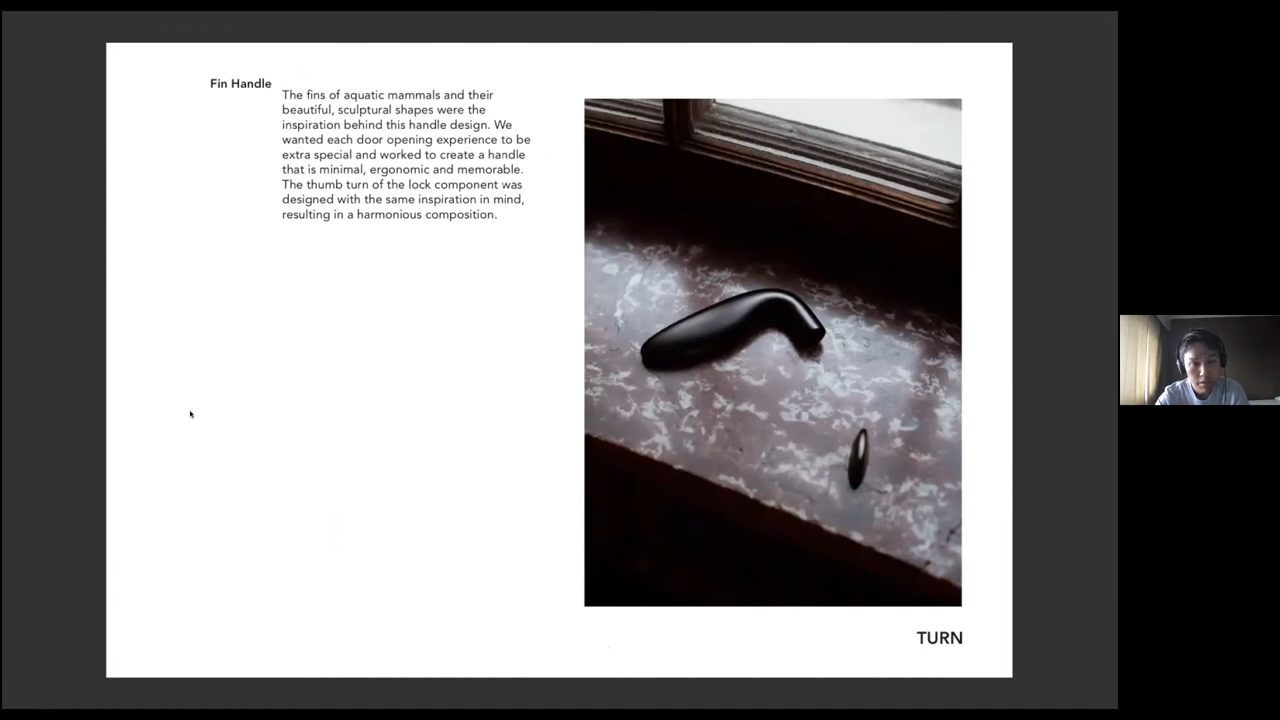 Fin Handle
The fins of aquatic mammals and their
beautiful, sculptural shapes were the
inspiration behind this handle design. We
wanted each door opening experience to be
extra special and worked to create a handle
that is minimal, ergonomic and memorable.
The thumb turn of the lock component was
designed with the same inspiration in mind,
resulting in a harmonious composition.
TURN